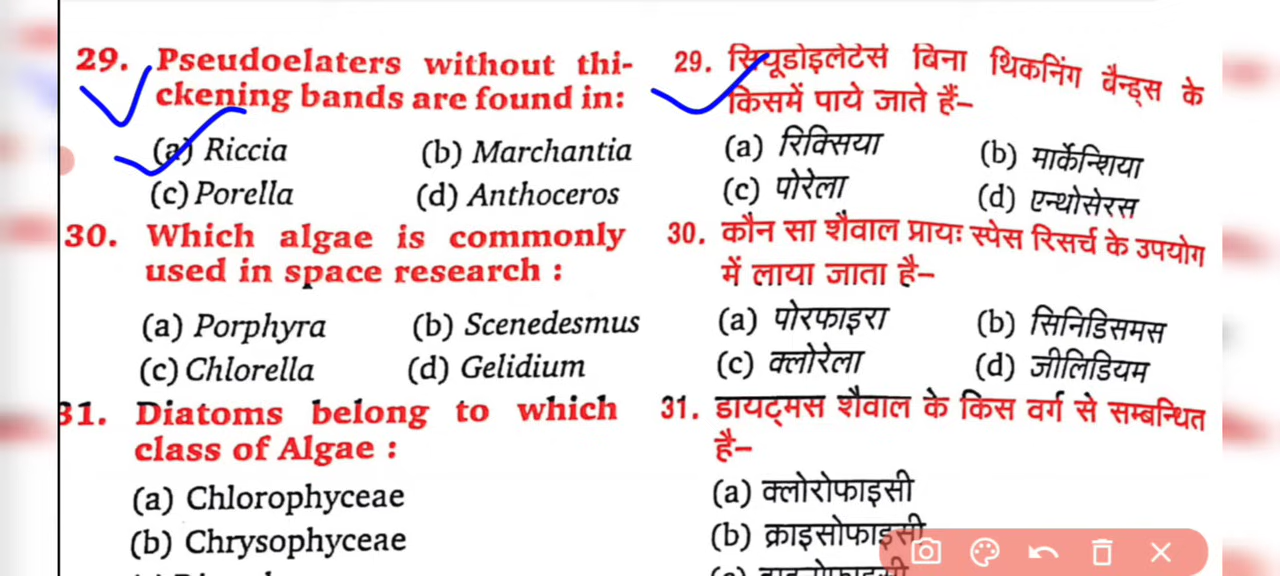 29. Pseudoelaters without thi-
ckening bands are found in:
(a) Riccia (b) Marchantia
(c) Porella (d) Anthoceros
30. Which algae is commonly
used in space research :
(a) Porphyra (b) Scenedesmus
(c) Chlorella (d) Gelidium
31. Diatoms belong to which
class of Algae :
(a) Chlorophyceae
(b) Chrysophyceae
29. सियूडोइलेटेर्स बिना थिकनिंग बैन्ड्स के
किसमें पाये जाते हैं–
(a) रिक्सिया (b) मार्केन्शिया
(c) पोरेला (d) एन्थोसेरस
30. कौन सा शैवाल प्रायः स्पेस रिसर्च के उपयोग
में लाया जाता है–
(a) पोरफाइरा (b) सिनिडिसमस
(c) क्लोरेला (d) जीलिडियम
31. डायट्मस शैवाल के किस वर्ग से सम्बन्धित
है–
(a) क्लोरोफाइसी
(b) क्राइसोफाइसी